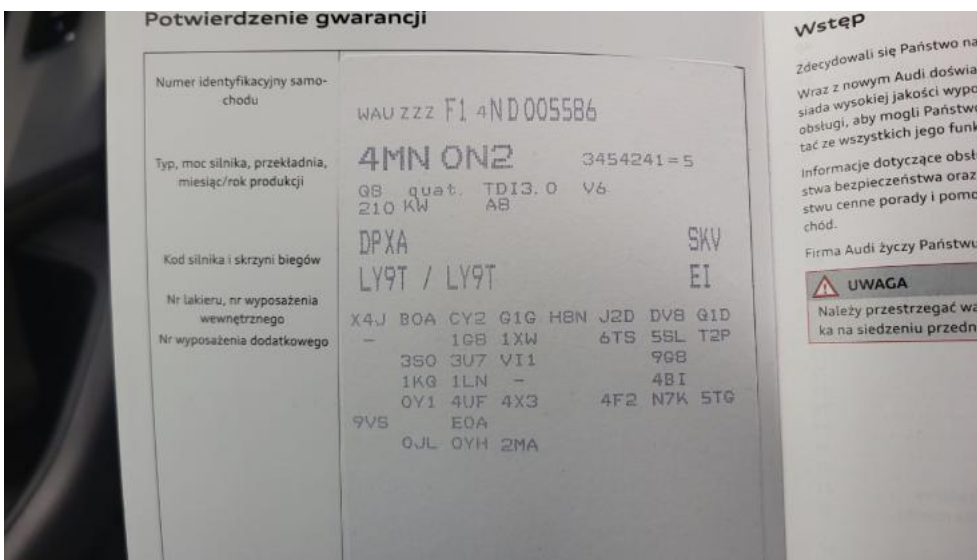 Potwierdzenie gwarancji
Numer identyfikacyjny samo-
chodu
WAU ZZZ F1 4ND005586
Typ, moc silnika, przekładnia,
miesiąc/rok produkcji
4MN 0N2 3454241=5
Q8 quat. TDI3.0 V6
210 KW A8
Kod silnika i skrzyni biegów
DPXA SKV
LY9T / LY9T EI
Nr lakieru, nr wyposażenia
wewnętrznego
Nr wyposażenia dodatkowego
X4J B0A CY2 G1G H8N J2D DV8 Q1D
- 1G8 1XW 6TS 5SL T2P
3S0 3U7 VI1 9G8
1KQ 1LN - 4BI
0Y1 4UF 4X3 4F2 N7K 5TG
9VS E0A
0JL 0YH 2MA
Wstęp
Zdecydowali się Państwo na
Wraz z nowym Audi doświa
siada wysokiej jakości wypo
obsługi, aby mogli Państwo
tać ze wszystkich jego funk
Informacje dotyczące obsł
stwa bezpieczeństwa oraz
stwu cenne porady i pomo
chód.
Firma Audi życzy Państwu
UWAGA
Należy przestrzegać wa
ka na siedzeniu przedn